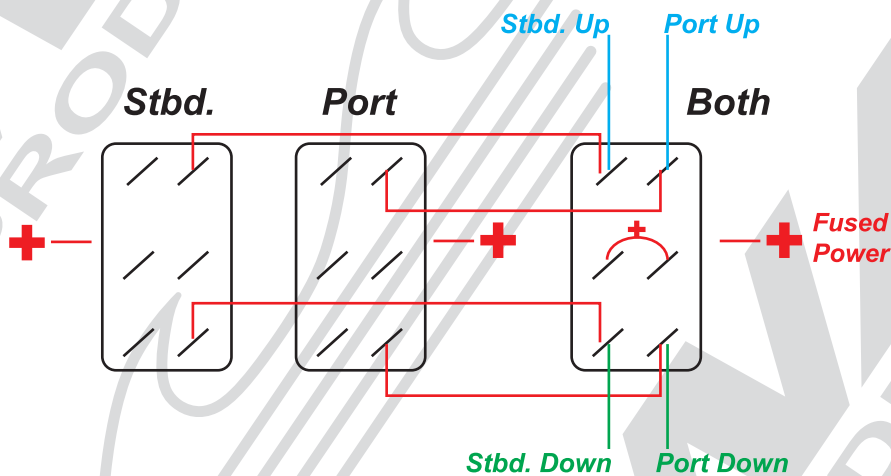 Stbd. Up Port Up
Stbd. Port Both
Fused
Power
Stbd. Down Port Down